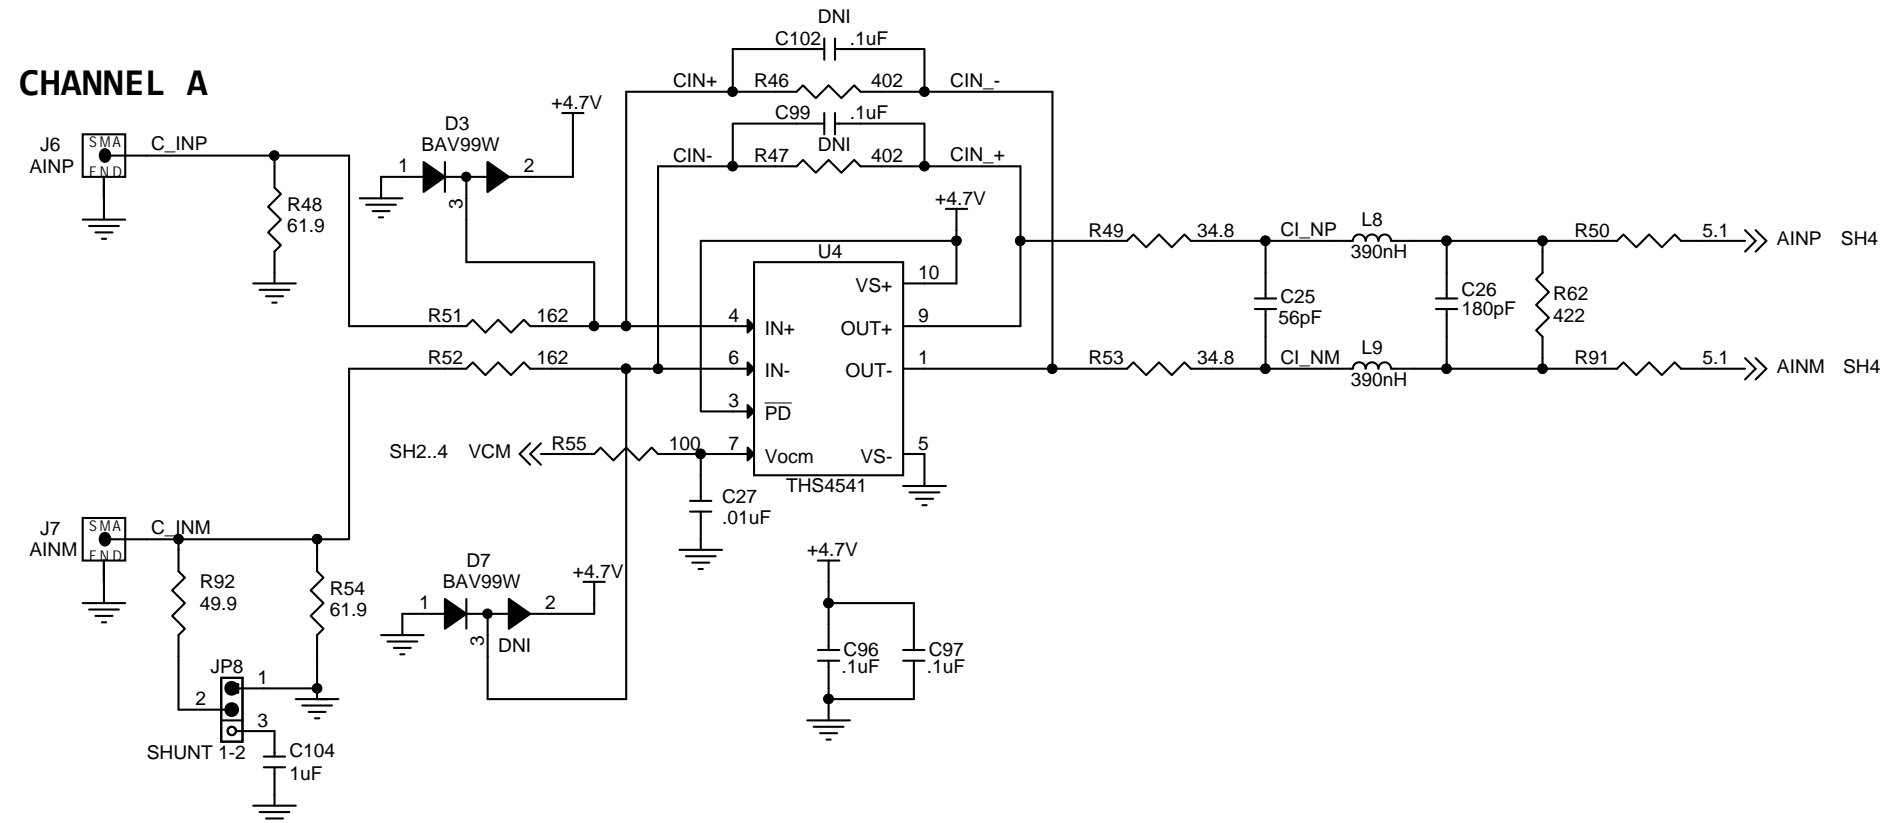 CHANNEL A
DNI
C102 .1uF
CIN+ R46 402 CIN_-
C99 .1uF
DNI
CIN- R47 402 CIN_+
J6
AINP
SMA
END
C_INP
R48
61.9
D3
BAV99W
1 2
3
+4.7V
+4.7V
U4
R51 162 4
R52 162 6
3
SH2..4 VCM R55 100 7
IN+
IN-
PD
Vocm
VS+
OUT+
OUT-
VS-
10
9
1
5
THS4541
C27
.01uF
R49 34.8 CI_NP
L8
390nH
R50 5.1 AINP SH4
C25
56pF
C26
180pF
R62
422
R53 34.8 CI_NM
L9
390nH
R91 5.1 AINM SH4
J7
AINM
SMA
END
C_INM
R92
49.9
R54
61.9
JP8
1
2
3
SHUNT 1-2
C104
1uF
D7
BAV99W
1 2
3
DNI
+4.7V
+4.7V
C96
.1uF
C97
.1uF